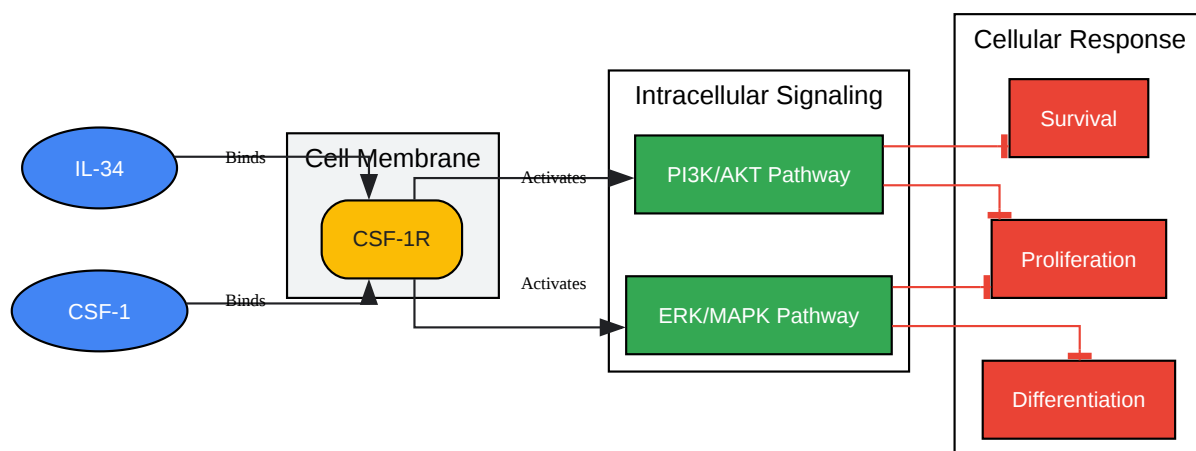 Cellular Response
Intracellular Signaling
Survival
IL-34
Binds
Cell Membrane
Activates
PI3K/AKT Pathway
CSF-1R
Proliferation
CSF-1
Binds
Activates
ERK/MAPK Pathway
Differentiation